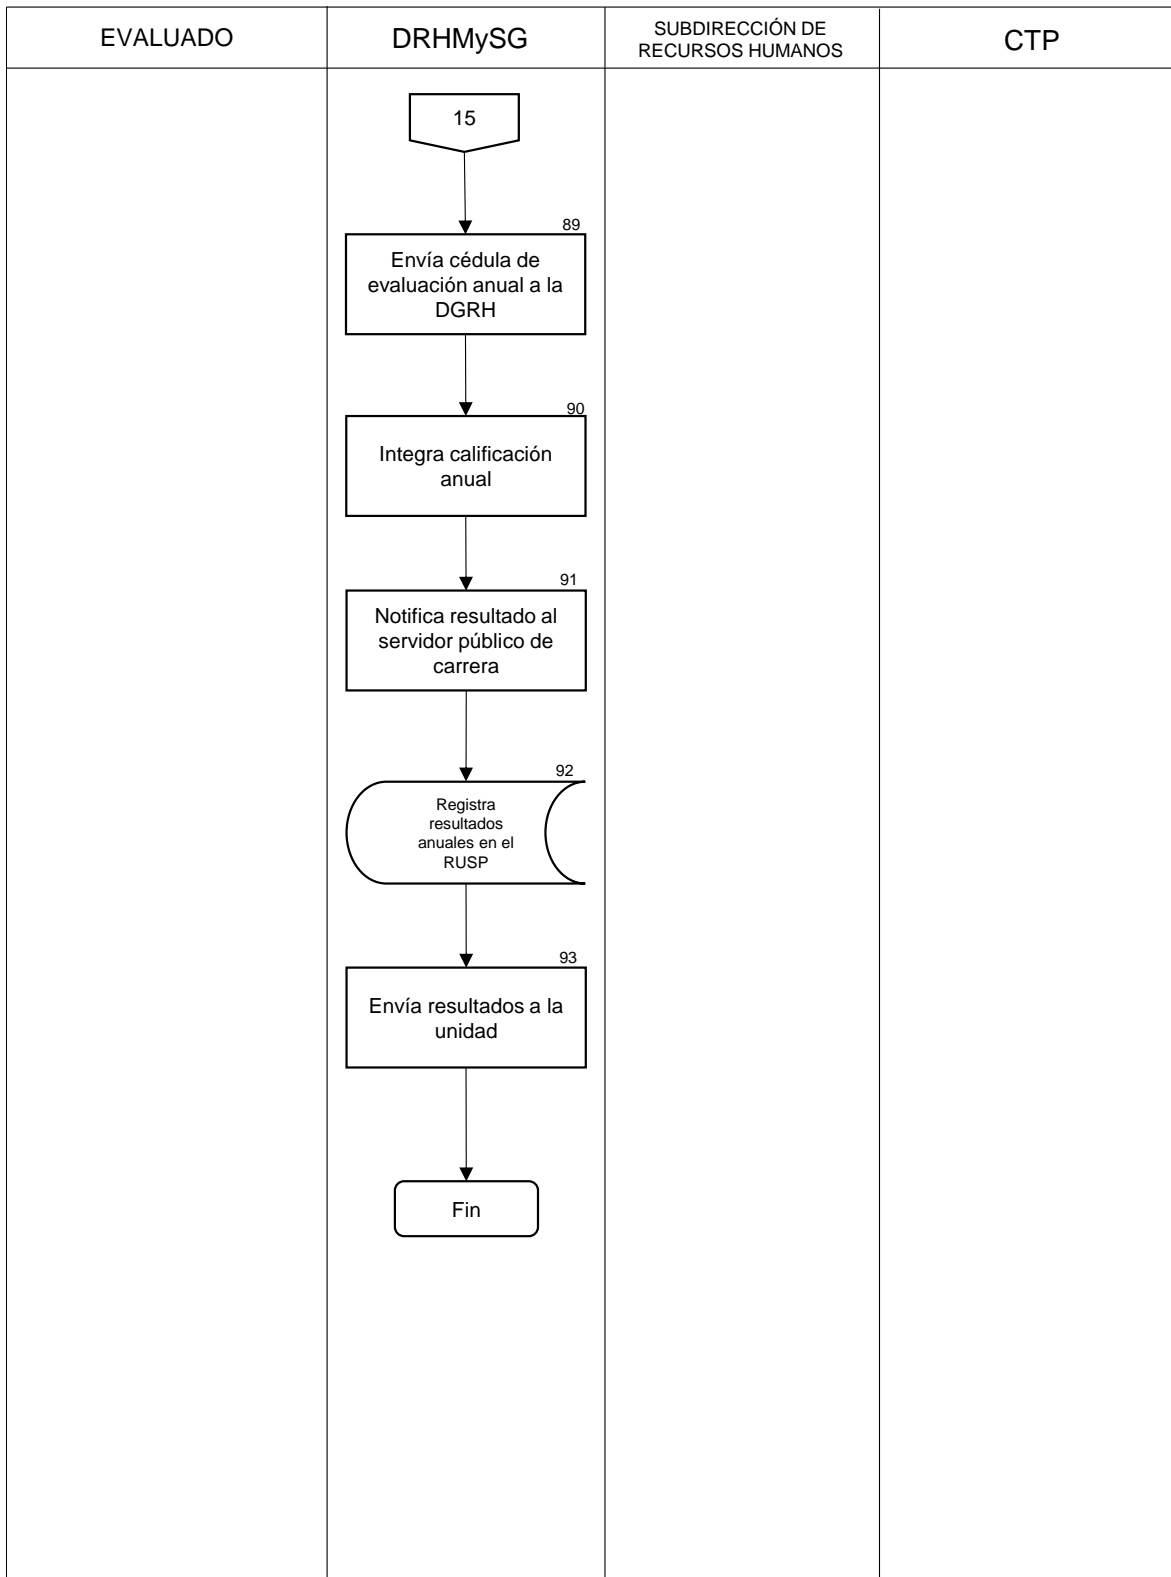 EVALUADO
DRHMySG
SUBDIRECCIÓN DE
RECURSOS HUMANOS
CTP
15
89
Envía cédula de
evaluación anual a la
DGRH
90
Integra calificación
anual
91
Notifica resultado al
servidor público de
carrera
92
Registra
resultados
anuales en el
RUSP
93
Envía resultados a la
unidad
Fin